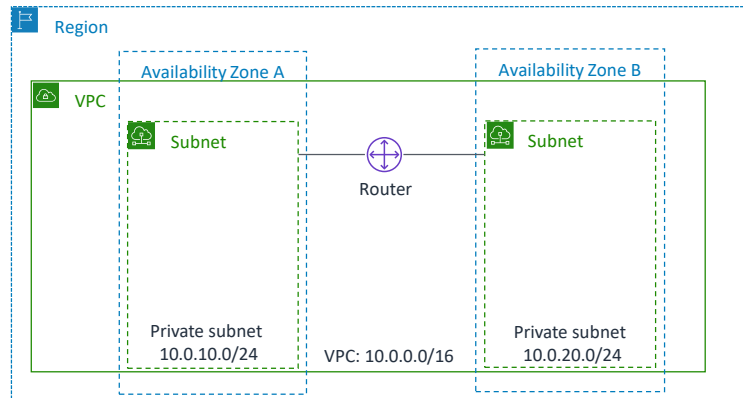 Region
Availability Zone A
Availability Zone B
VPC
Subnet
Subnet
Router
Private subnet
10.0.10.0/24
VPC: 10.0.0.0/16
Private subnet
10.0.20.0/24